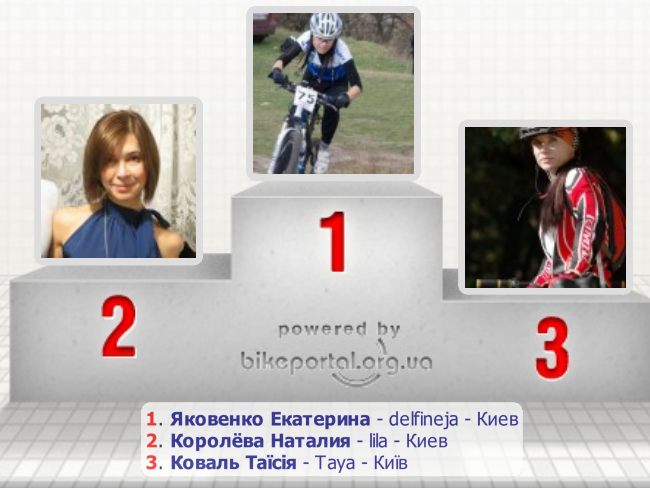 75
1
2
3
powered by
bikeportal.org.ua
1. Яковенко Екатерина - delfineja - Киев
2. Королёва Наталия - lila - Киев
3. Коваль Таїсія - Taya - Київ